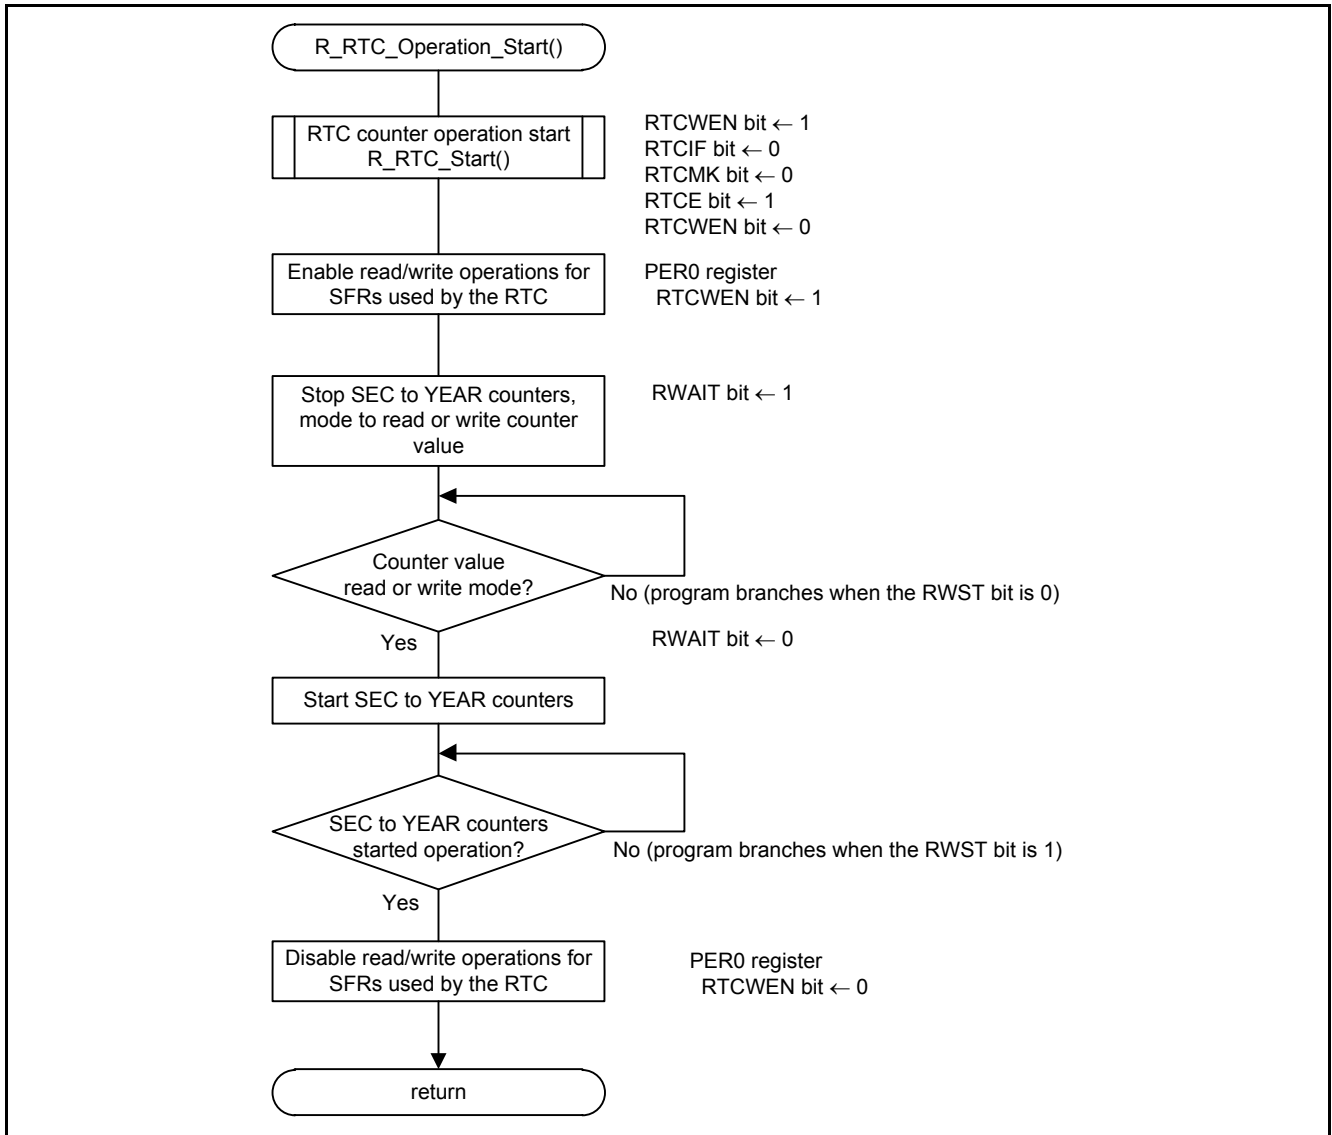 R_RTC_Operation_Start()
RTC counter operation start
R_RTC_Start()
RTCWEN bit ← 1
RTCIF bit ← 0
RTCMK bit ← 0
RTCE bit ← 1
RTCWEN bit ← 0
Enable read/write operations for
SFRs used by the RTC
PER0 register
RTCWEN bit ← 1
Stop SEC to YEAR counters,
mode to read or write counter
value
RWAIT bit ← 1
Counter value
read or write mode?
No (program branches when the RWST bit is 0)
Yes
RWAIT bit ← 0
Start SEC to YEAR counters
SEC to YEAR counters
started operation?
No (program branches when the RWST bit is 1)
Yes
Disable read/write operations for
SFRs used by the RTC
PER0 register
RTCWEN bit ← 0
return